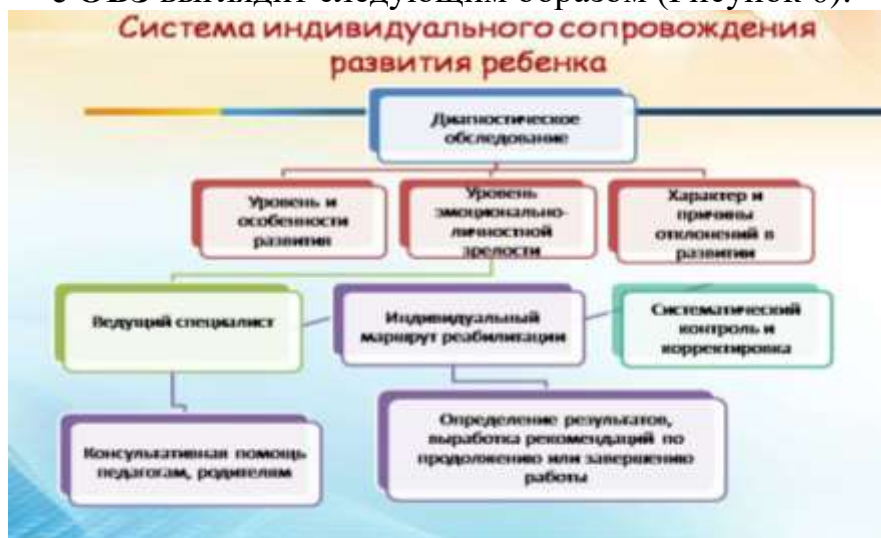 с ОВЗ выглядит следующим образом (Рисунок 6).
Система индивидуального сопровождения
развития ребенка
Диагностическое
обследование
Уровень и
особенности
развития
Уровень
эмоционально-
личностной
зрелости
Характер и
причины
отклонений в
развитии
Ведущий специалист
Индивидуальный
маршрут реабилитации
Систематический
контроль и
корректировка
Консультативная помощь
педагогам, родителям
Определение результатов,
выработка рекомендаций по
продолжению или завершению
работы